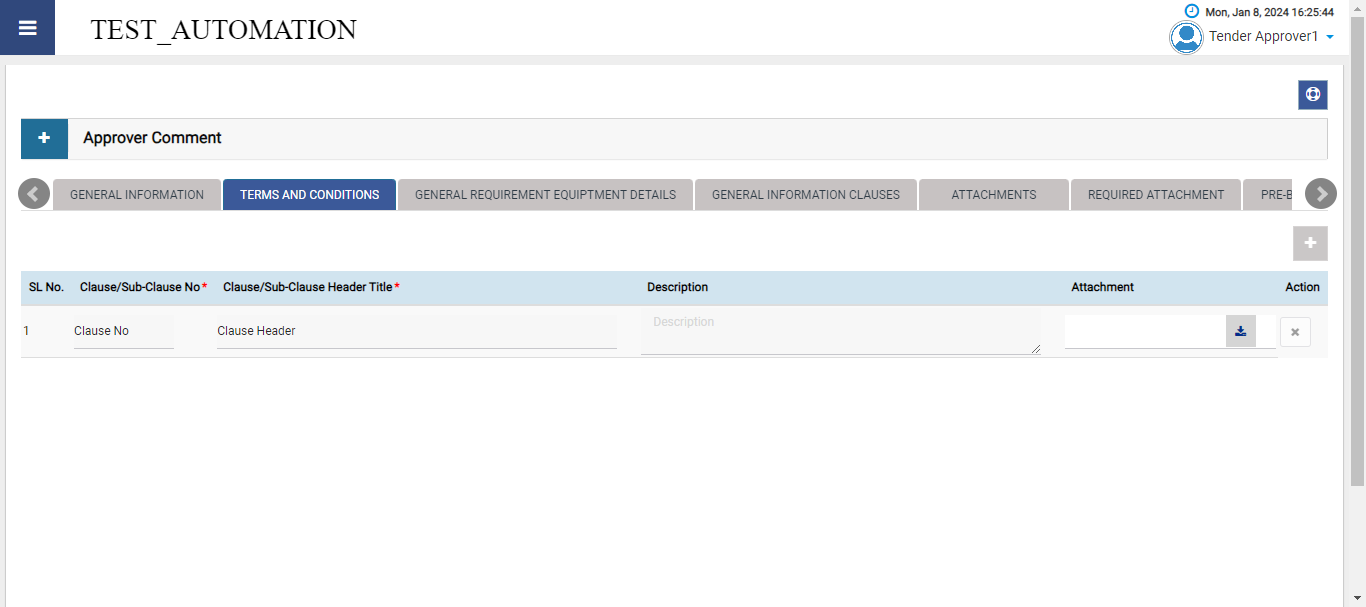 TEST_AUTOMATION
Mon, Jan 8, 2024 16:25:44
Tender Approver1
Approver Comment
GENERAL INFORMATION TERMS AND CONDITIONS GENERAL REQUIREMENT EQUIPTMENT DETAILS GENERAL INFORMATION CLAUSES ATTACHMENTS REQUIRED ATTACHMENT PRE-B
SL No. Clause/Sub-Clause No* Clause/Sub-Clause Header Title* Description Attachment Action
1 Clause No Clause Header Description